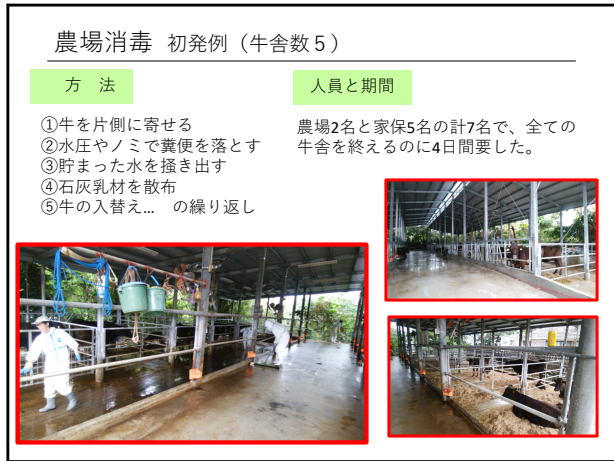 農場消毒 初発例（牛舎数５）
方　法
①牛を片側に寄せる
②水圧やノミで糞便を落とす
③貯まった水を掻き出す
④石灰乳材を散布
⑤牛の入替え…　の繰り返し
人員と期間
農場2名と家保5名の計7名で、全ての
牛舎を終えるのに4日間要した。